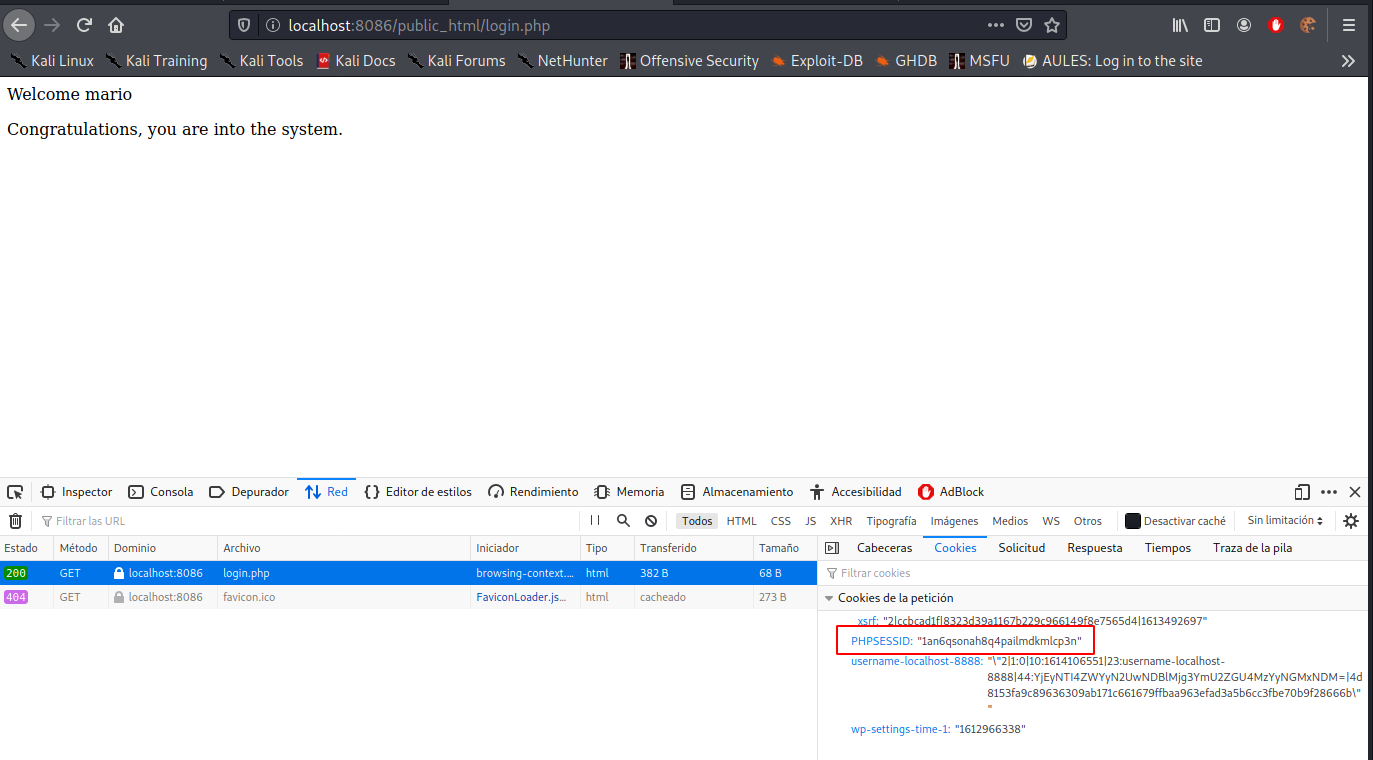 localhost:8086/public_html/login.php
Kali Linux Kali Training Kali Tools Kali Docs Kali Forums NetHunter Offensive Security Exploit-DB GHDB MSFU AULES: Log in to the site
Welcome mario
Congratulations, you are into the system.
Inspector Consola Depurador Red Editor de estilos Rendimiento Memoria Almacenamiento Accesibilidad AdBlock
Filtrar las URL Todos HTML CSS JS XHR Tipografía Imágenes Medios WS Otros Desactivar caché Sin limitación
Estado Método Dominio Archivo Iniciador Tipo Transferido Tamaño Cabeceras Cookies Solicitud Respuesta Tiempos Traza de la pila
200 GET localhost:8086 login.php browsing-context.... html 382 B 68 B Filtrar cookies
404 GET localhost:8086 favicon.ico FaviconLoader.js... html cacheado 273 B
Cookies de la petición
_xsrf: "2|ccbcad1f|8323d39a1167b229c966149f8e7565d4|1613492697"
PHPSESSID: "1an6qsonah8q4pailmdkmlcp3n"
username-localhost-8888: "\"2|1:0|10:1614106551|23:username-localhost-
8888|44:YjEyNTI4ZWYyN2UwNDBlMjg3YmU2ZGU4MzYyNGMxNDM=|4d
8153fa9c89636309ab171c661679ffbaa963efad3a5b6cc3fbe70b9f28666b\"
"
wp-settings-time-1: "1612966338"